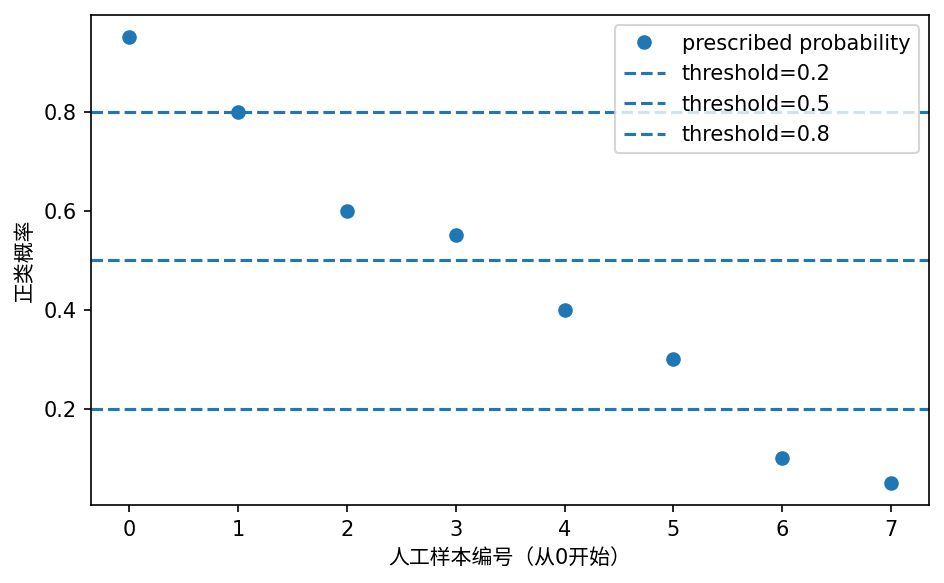 prescribed probability
threshold=0.2
threshold=0.5
threshold=0.8
0.8
0.6
0.4
0.2
正类概率
0 1 2 3 4 5 6 7
人工样本编号（从0开始）